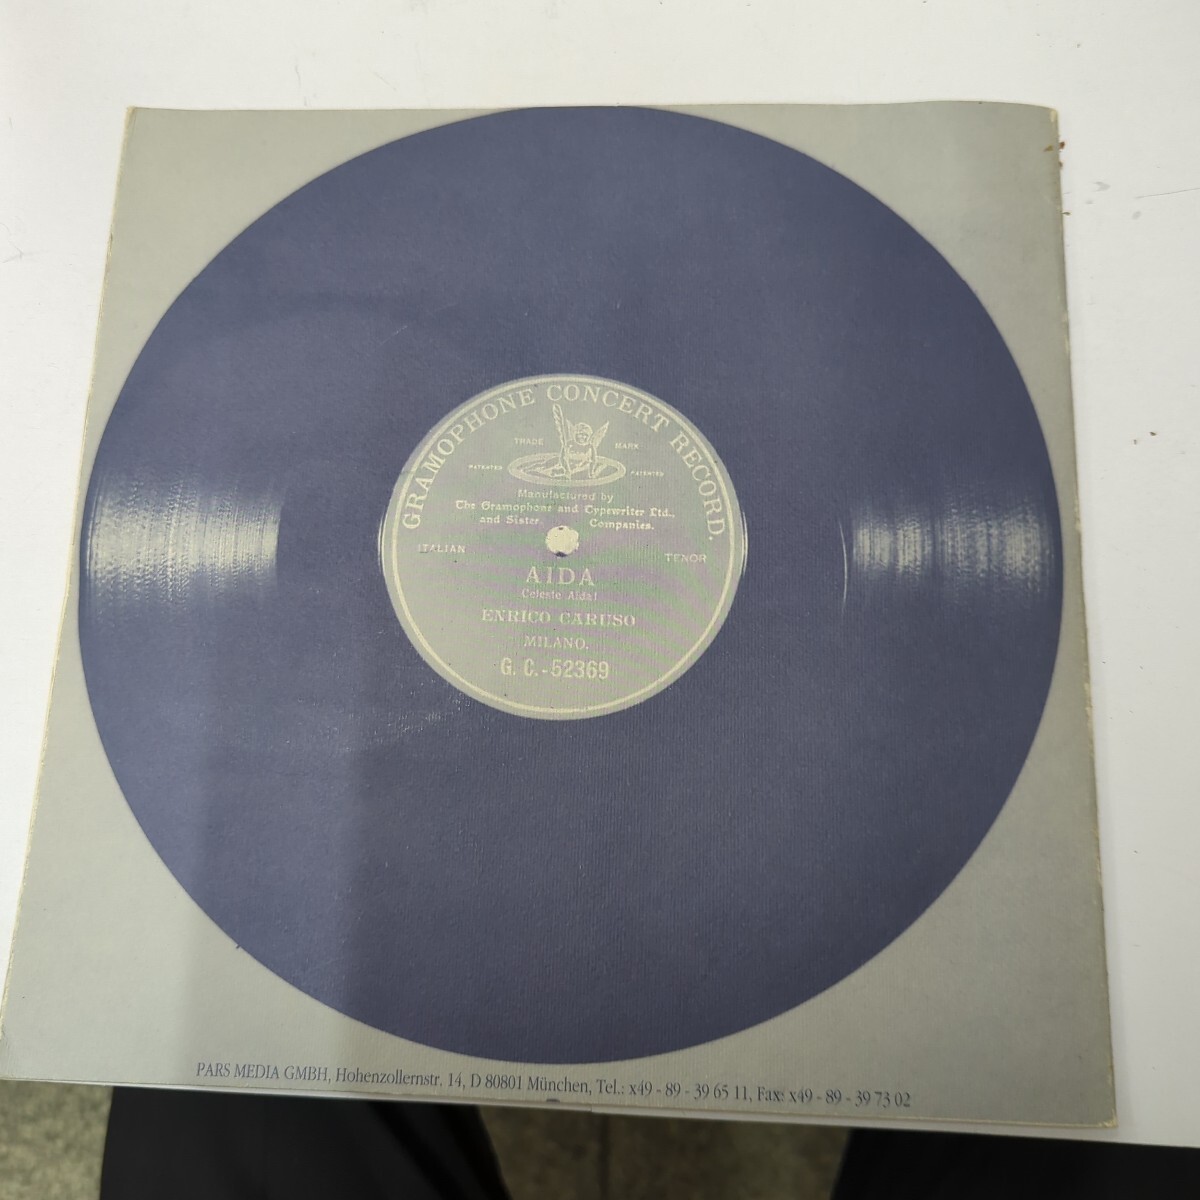 GRAMOPHONE CONCERT RECORD.
TRADE MARK
PATENTED PATENTED
Manufactured by
The Gramophone and Typewriter Ltd.,
and Sister Companies.
ITALIAN TENOR
AIDA
Celeste Aida!
ENRICO CARUSO
MILANO.
G. C.-52369
PARS MEDIA GMBH, Hohenzollernstr. 14, D 80801 München, Tel.: x49 - 89 - 39 65 11, Fax: x49 - 89 - 39 73 02